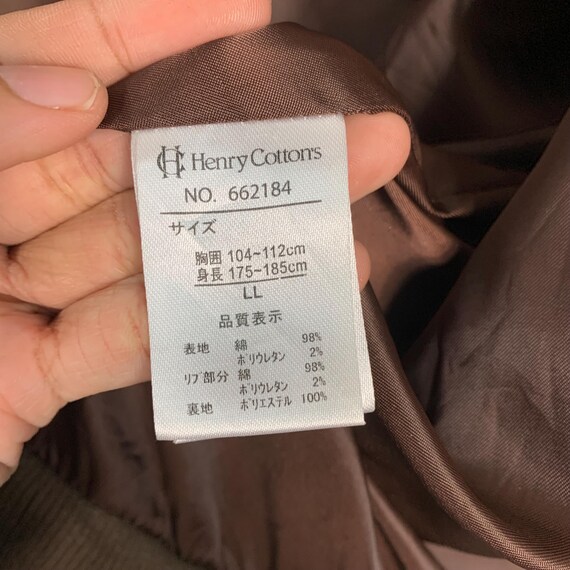 HC Henry Cotton's
NO. 662184
サイズ
胸囲 104~112cm
身長 175~185cm
LL
品質表示
表地 綿 98%
ポリウレタン 2%
リブ部分 綿 98%
ポリウレタン 2%
裏地 ポリエステル 100%